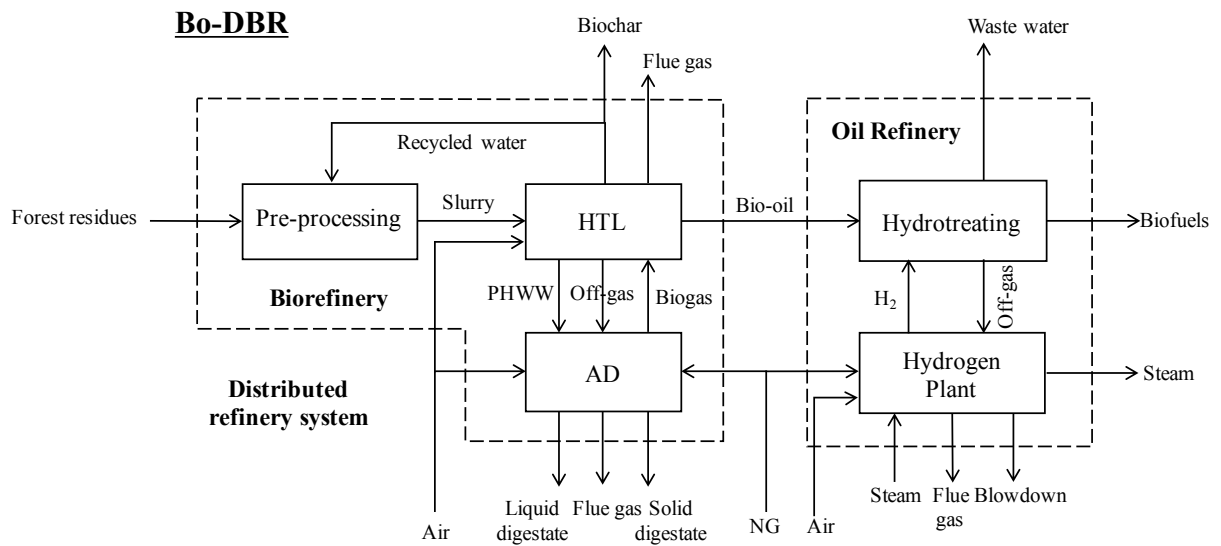 Bo-DBR
Biochar
Waste water
Flue gas
Oil Refinery
Recycled water
Forest residues
Pre-processing
Slurry
HTL
Bio-oil
Hydrotreating
Biofuels
Biorefinery
PHWW
Off-gas
Biogas
H₂
Off-gas
Distributed
refinery system
AD
Hydrogen
Plant
Steam
Air
Liquid
digestate
Flue gas
Solid
digestate
NG
Air
Steam
Flue
gas
Blowdown